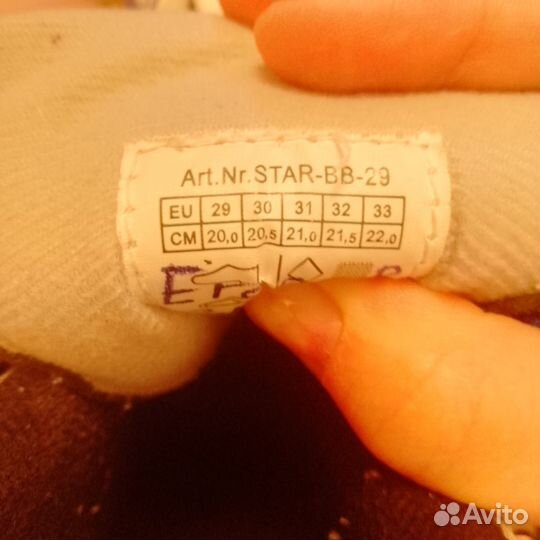 Art.Nr.STAR-BB-29
EU 29 30 31 32 33
CM 20,0 20,5 21,0 21,5 22,0
Avito